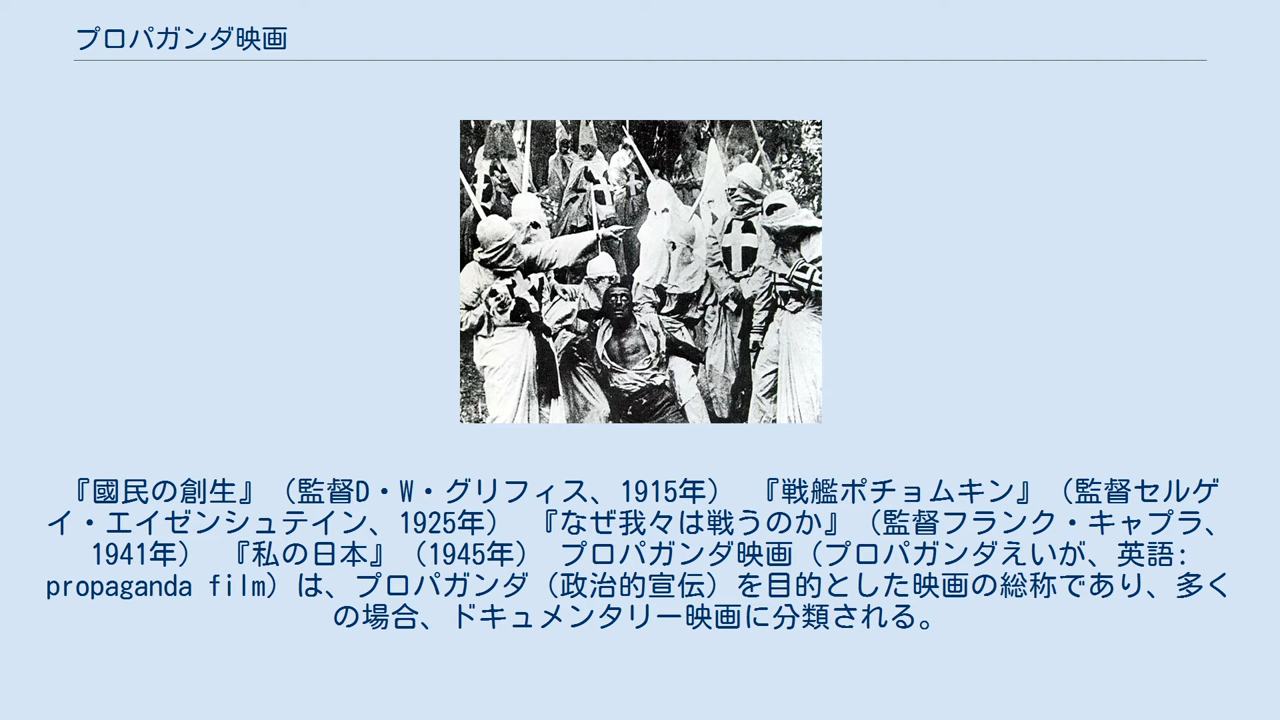 プロパガンダ映画
『國民の創生』（監督D・W・グリフィス、1915年）　『戦艦ポチョムキン』（監督セルゲ
イ・エイゼンシュテイン、1925年）　『なぜ我々は戦うのか』（監督フランク・キャプラ、
1941年）　『私の日本』（1945年）　プロパガンダ映画（プロパガンダえいが、英語:
propaganda film）は、プロパガンダ（政治的宣伝）を目的とした映画の総称であり、多く
の場合、ドキュメンタリー映画に分類される。